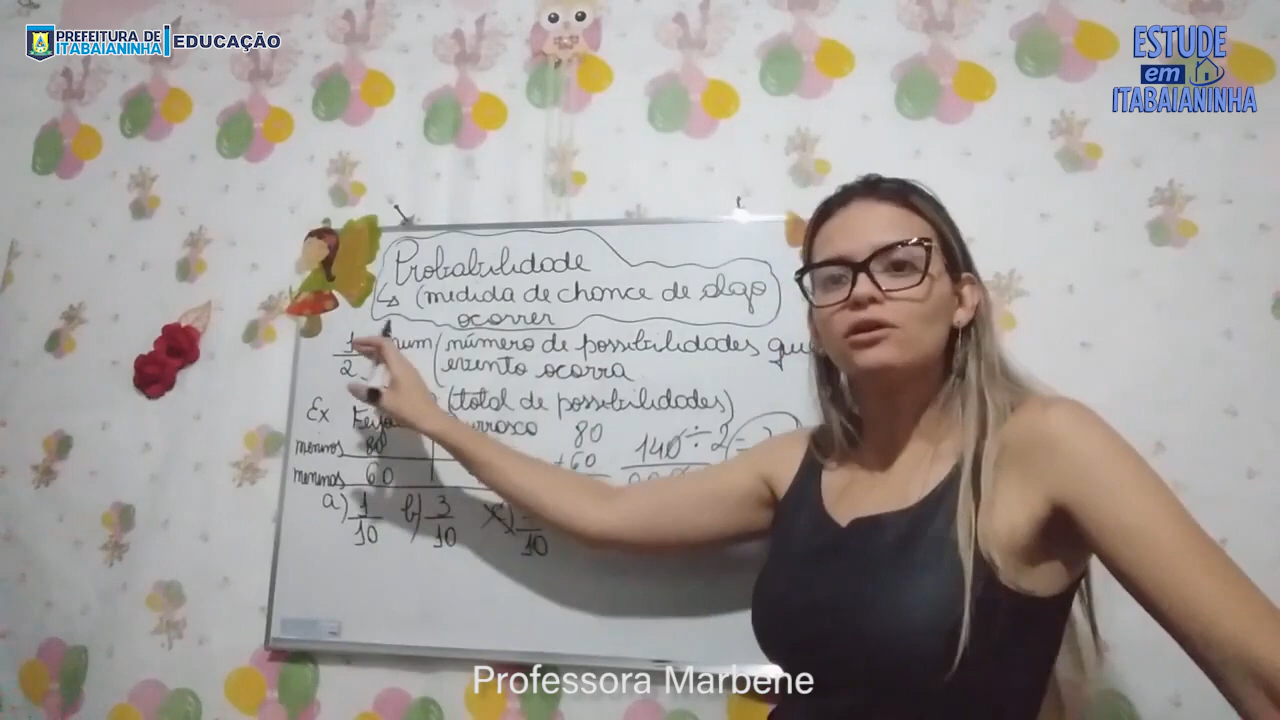 PREFEITURA DE
ITABAIANINHA
EDUCAÇÃO
ESTUDE
em
ITABAIANINHA
Probabilidade
(medida de chance de algo
ocorrer
1/2 num (número de possibilidades que
evento ocorra
(total de possibilidades)
Ex
80
140 ÷ 2 =
meninos 80
+60
meninas 60
a) 1/10 b) 3/10
10
Professora Marbene